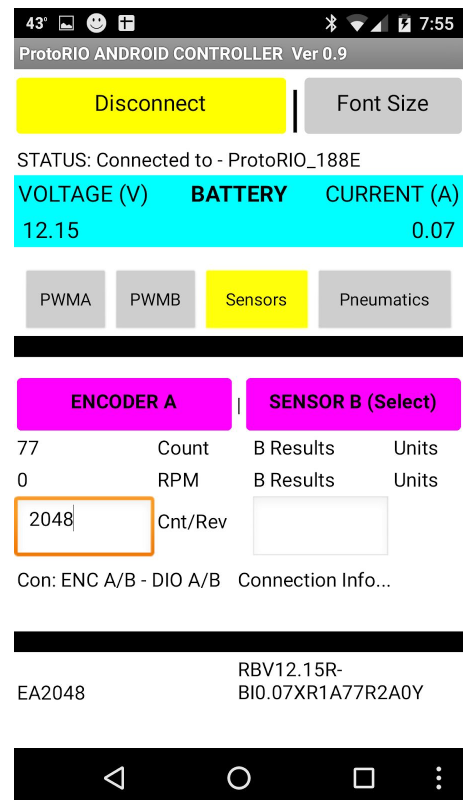 43° 7:55
ProtoRIO ANDROID CONTROLLER Ver 0.9
Disconnect | Font Size
STATUS: Connected to - ProtoRIO_188E
VOLTAGE (V) BATTERY CURRENT (A)
12.15 0.07
PWMA PWMB Sensors Pneumatics
ENCODER A | SENSOR B (Select)
77 Count B Results Units
0 RPM B Results Units
2048 Cnt/Rev
Con: ENC A/B - DIO A/B Connection Info...
RBV12.15R-
EA2048 BI0.07XR1A77R2A0Y